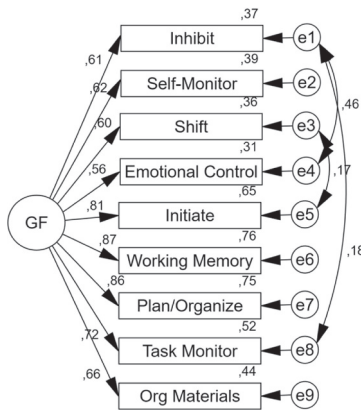 ,37
Inhibit
e1
,61
,39
,62
Self-Monitor
e2
,36
,46
,60
Shift
e3
,31
,56
Emotional Control
e4
,17
,65
,81
Initiate
e5
GF
,76
,87
Working Memory
e6
,18
,75
,86
Plan/Organize
e7
,52
,72
Task Monitor
e8
,44
,66
Org Materials
e9